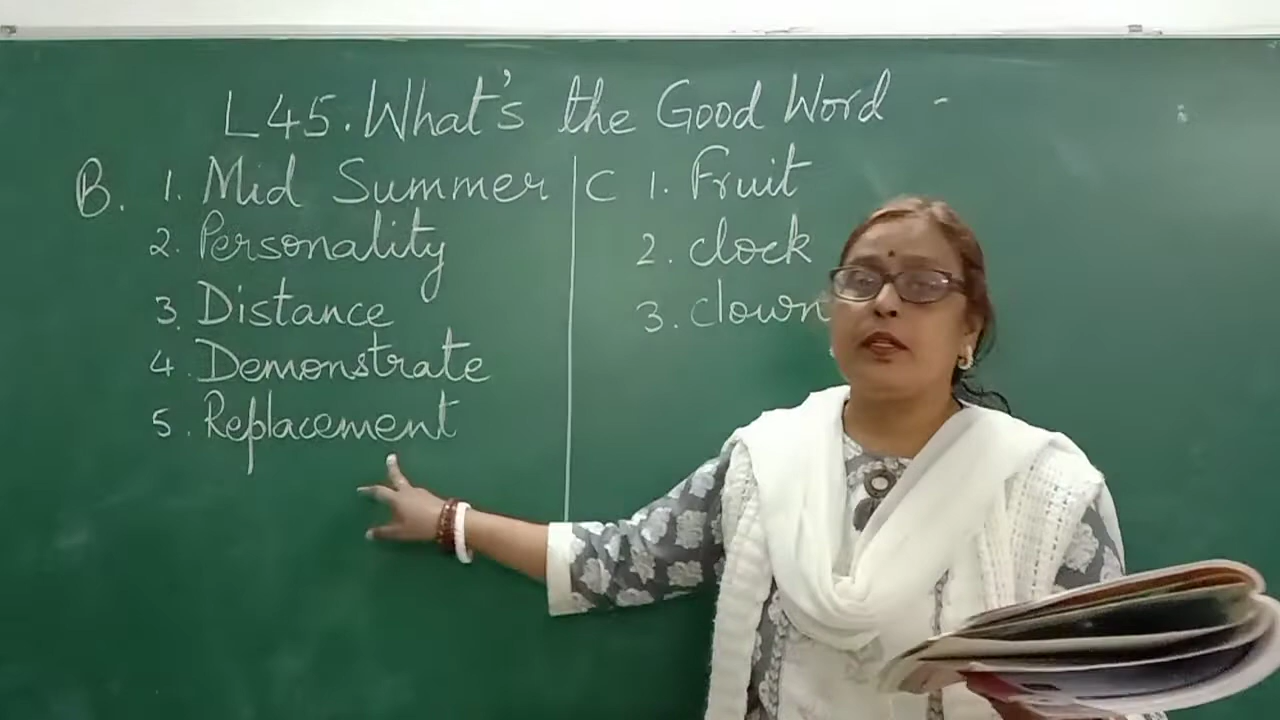 L 45. What's the Good Word -
B. 1. Mid Summer
2. Personality
3. Distance
4. Demonstrate
5. Replacement
C 1. Fruit
2. clock
3. clown